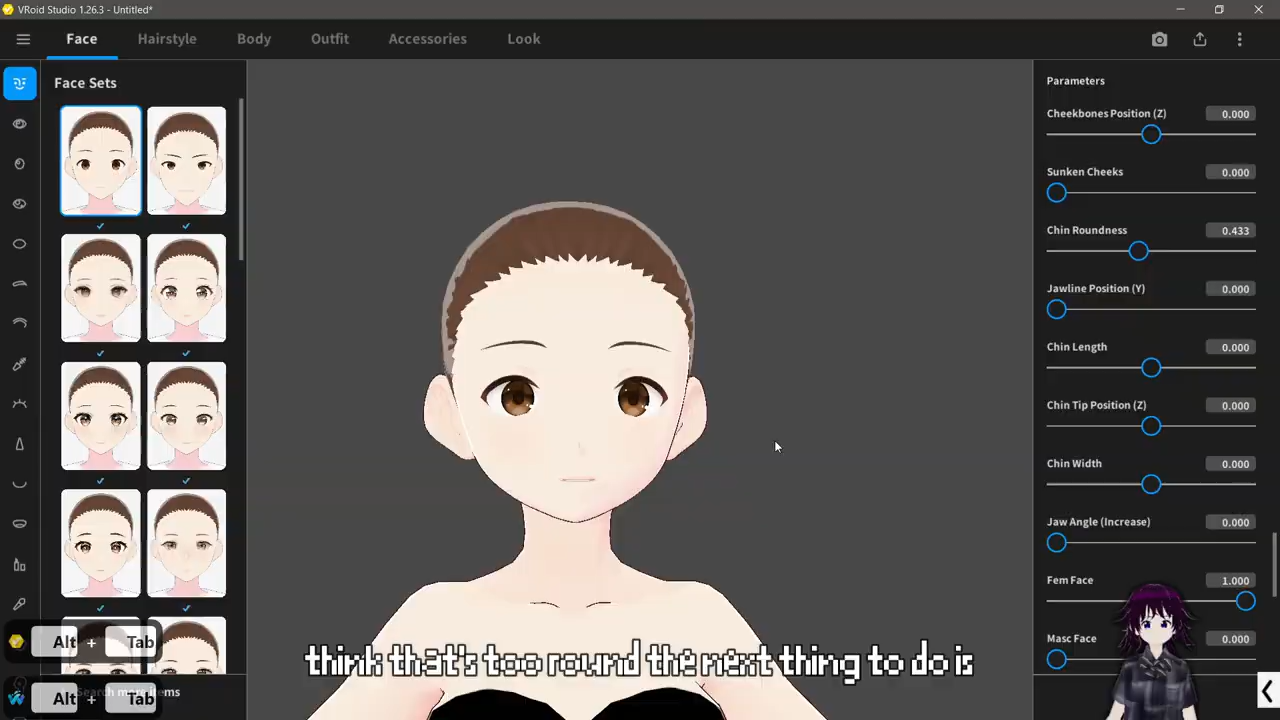 VRoid Studio 1.26.3 - Untitled*
Face
Hairstyle
Body
Outfit
Accessories
Look
Face Sets
Parameters
Cheekbones Position (Z)
0.000
Sunken Cheeks
0.000
Chin Roundness
0.433
Jawline Position (Y)
0.000
Chin Length
0.000
Chin Tip Position (Z)
0.000
Chin Width
0.000
Jaw Angle (Increase)
0.000
Fem Face
1.000
Masc Face
0.000
Alt + Tab
Alt + Tab
Search more items
think that's too round the next thing to do is